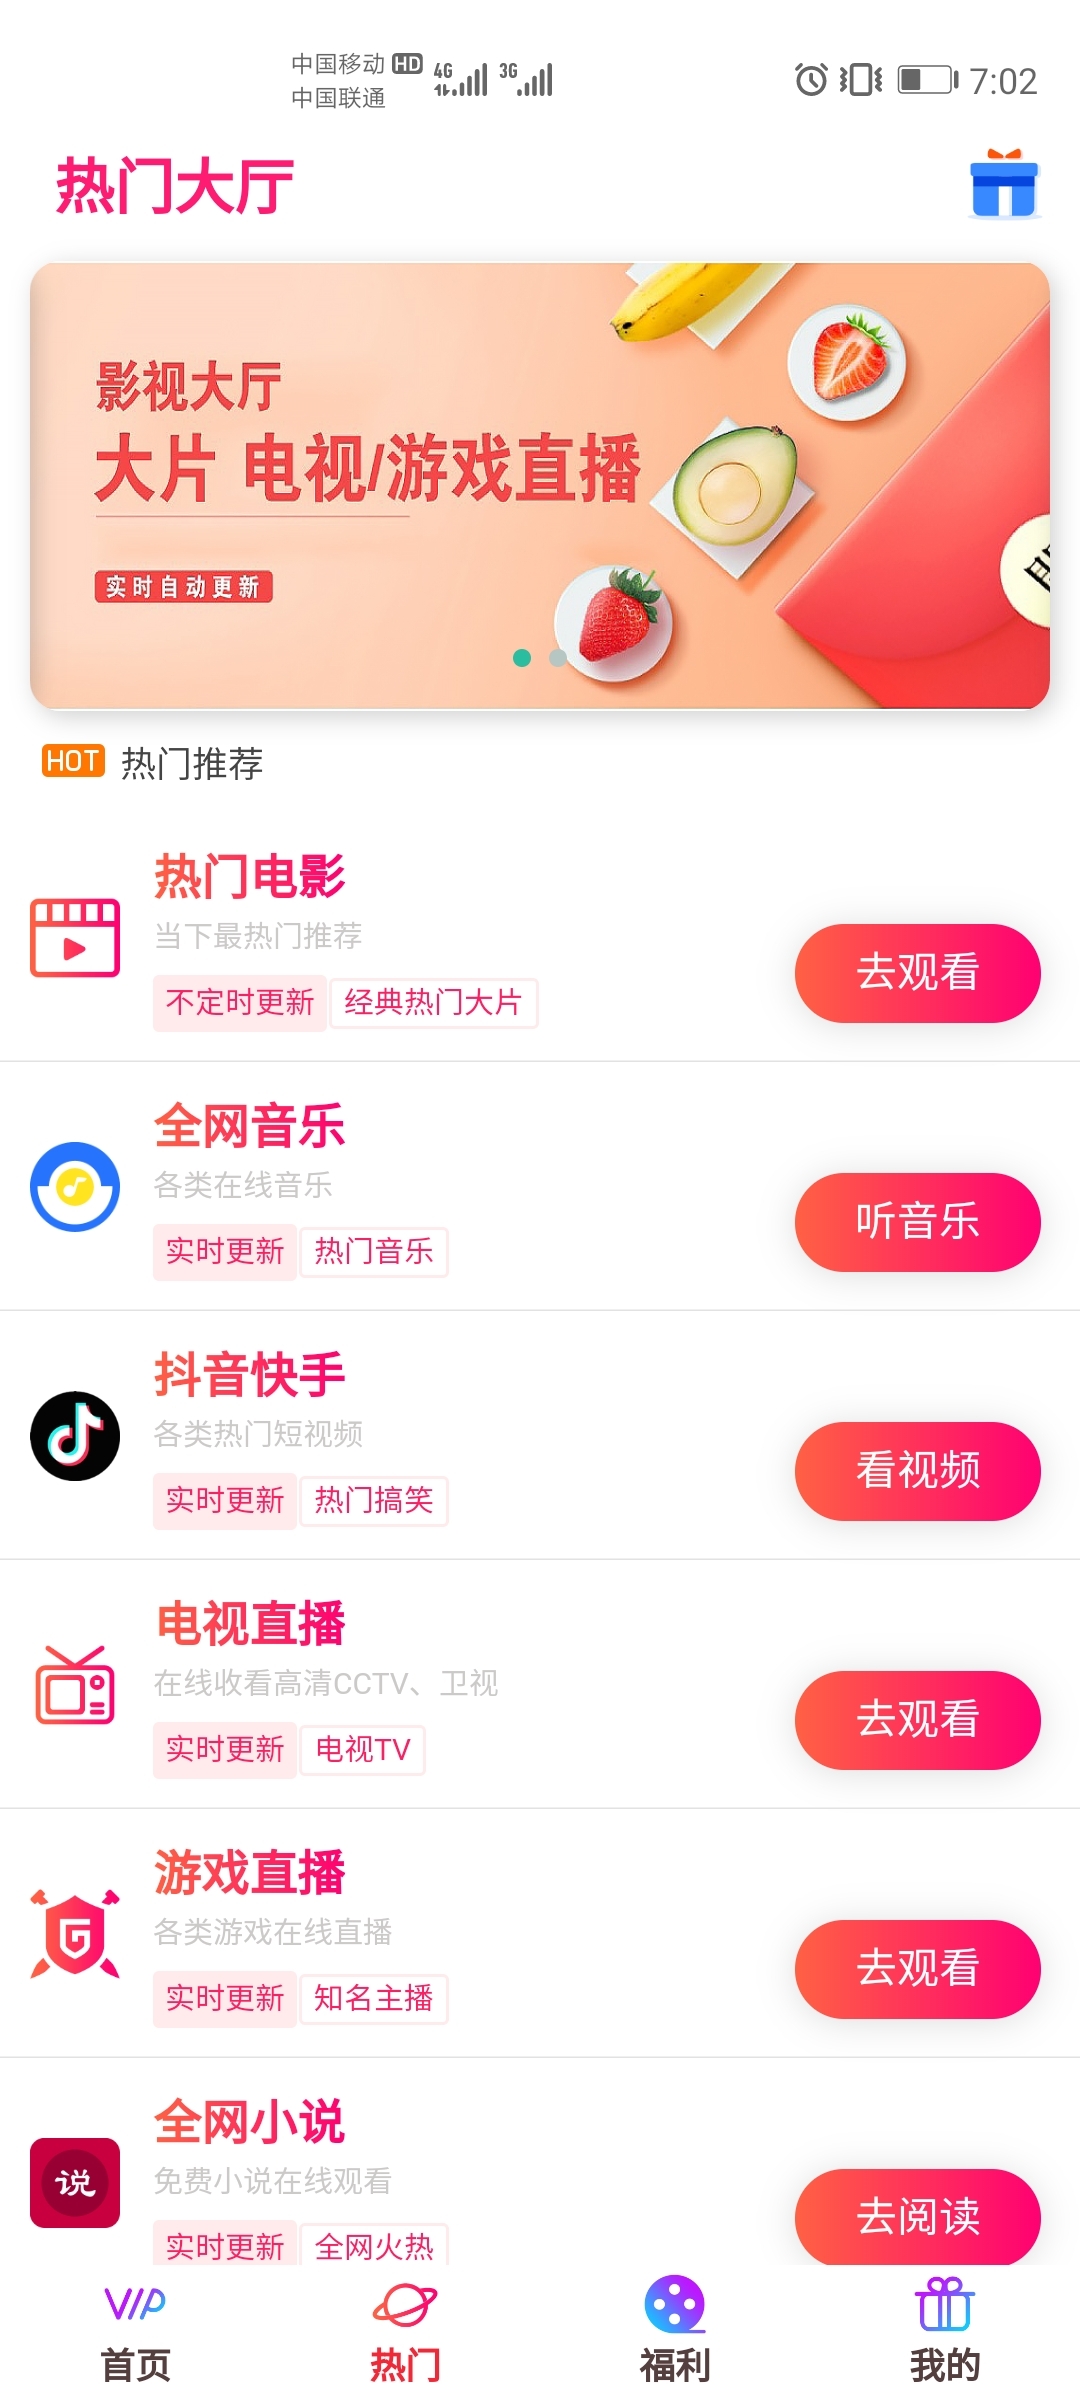 中国移动 HD 4G 3G 7:02
中国联通
热门大厅
影视大厅
大片 电视/游戏直播
实时自动更新
HOT 热门推荐
热门电影
当下最热门推荐
去观看
不定时更新 经典热门大片
全网音乐
各类在线音乐
听音乐
实时更新 热门音乐
抖音快手
各类热门短视频
看视频
实时更新 热门搞笑
电视直播
在线收看高清CCTV、卫视
去观看
实时更新 电视TV
游戏直播
各类游戏在线直播
去观看
实时更新 知名主播
全网小说
说
免费小说在线观看
去阅读
实时更新 全网火热
VIP
首页 热门 福利 我的